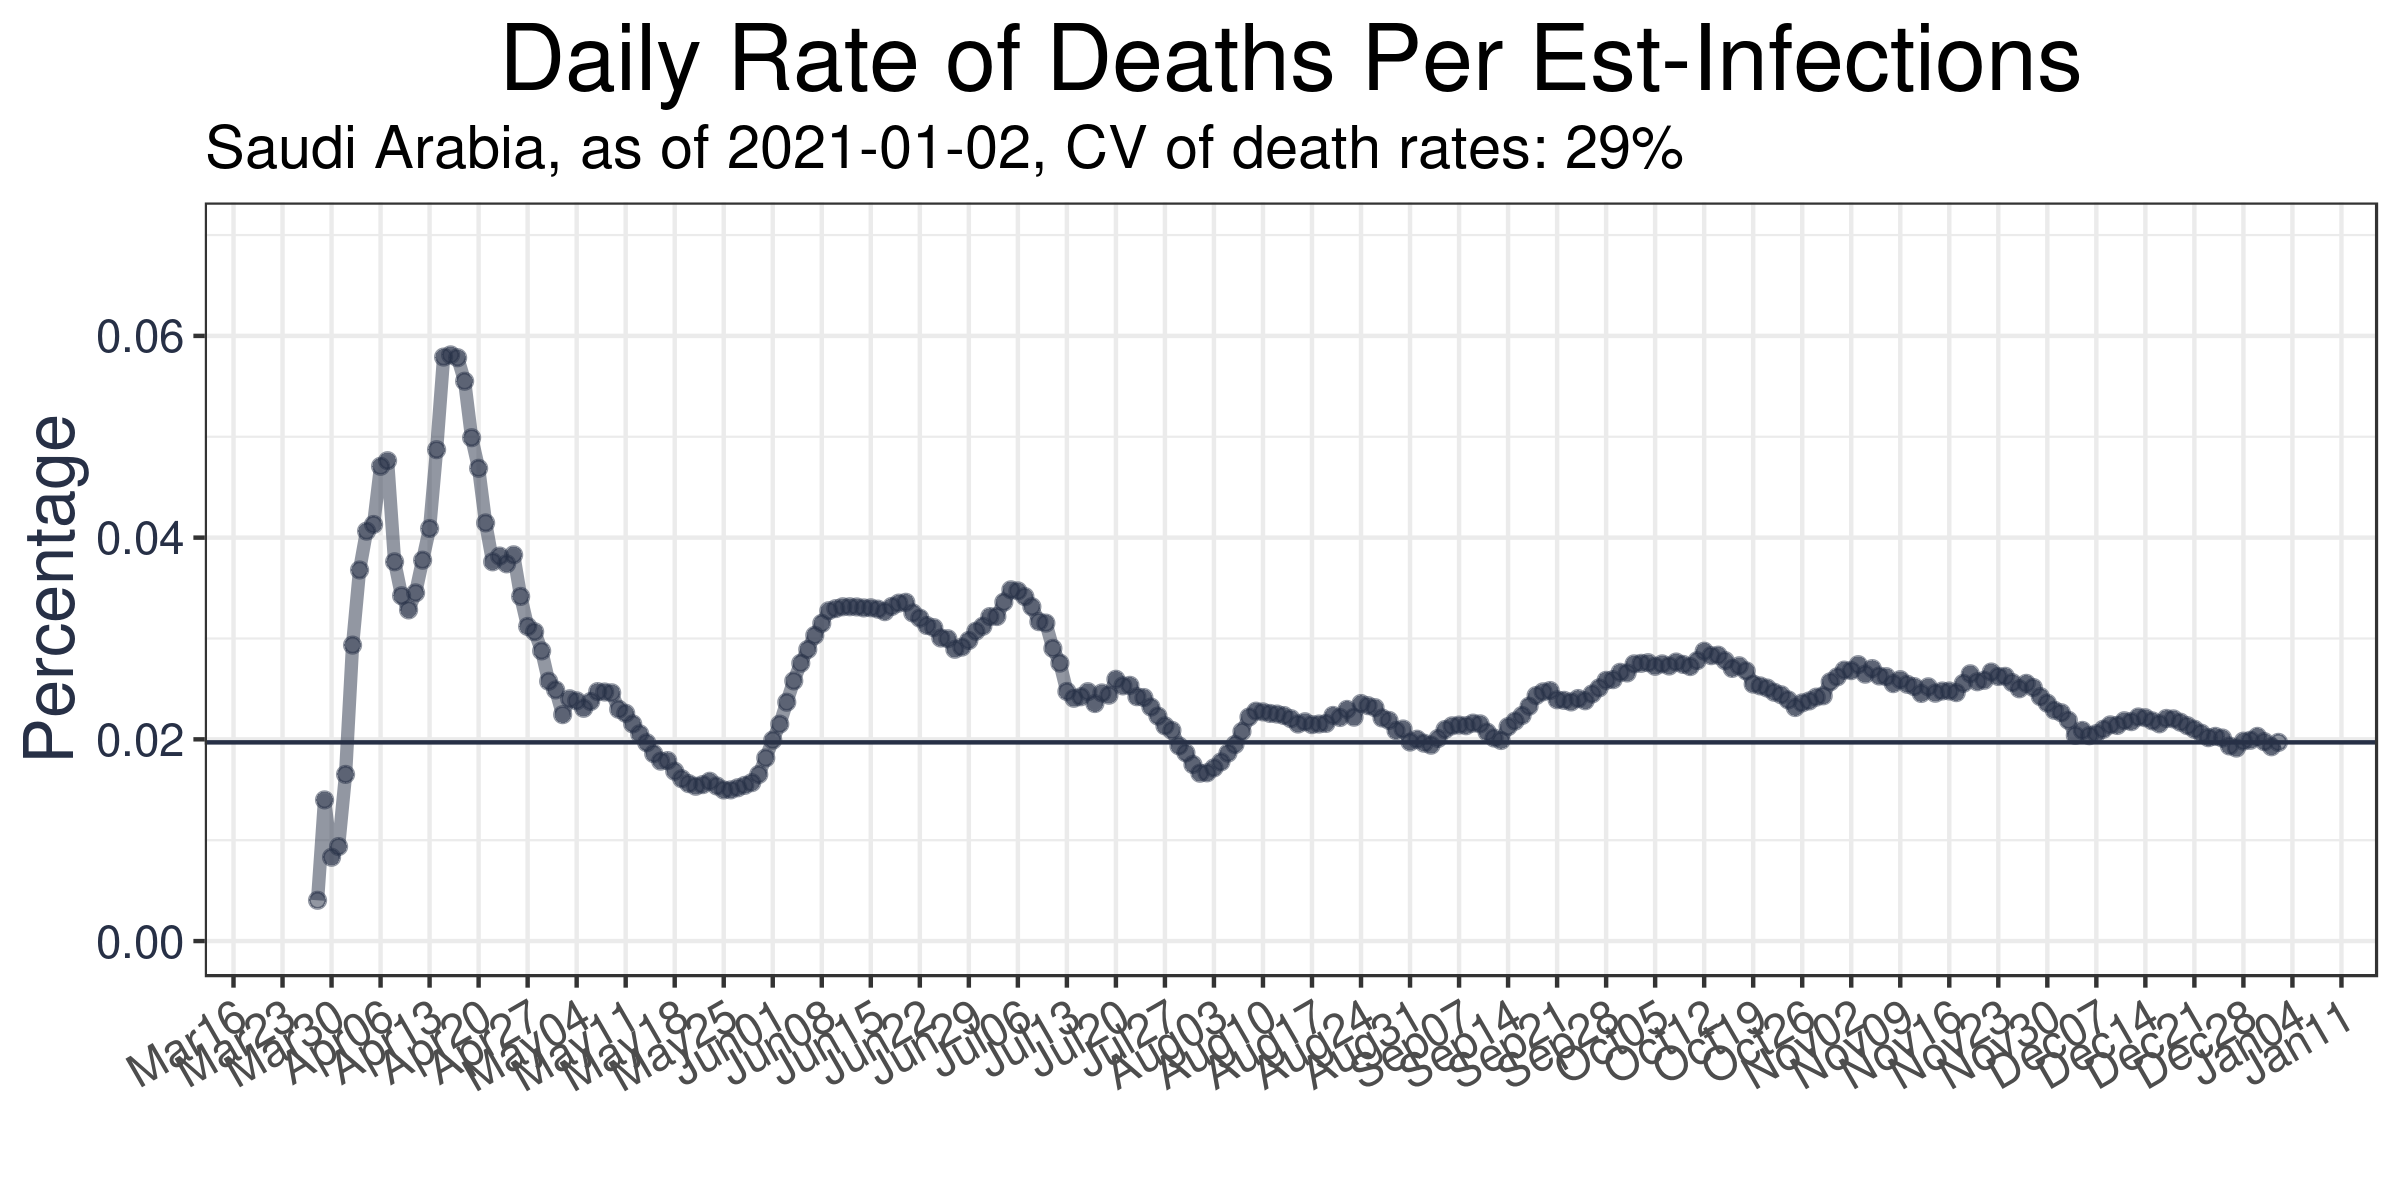 Daily Rate of Deaths Per Est-Infections
Saudi Arabia, as of 2021-01-02, CV of death rates: 29%
Percentage
0.06
0.04
0.02
0.00
Mar16
Mar23
Mar30
Apr06
Apr13
Apr20
Apr27
May04
May11
May18
May25
Jun01
Jun08
Jun15
Jun22
Jun29
Jul06
Jul13
Jul20
Jul27
Aug03
Aug10
Aug17
Aug24
Aug31
Sep07
Sep14
Sep21
Sep28
Oct05
Oct12
Oct19
Oct26
Nov02
Nov09
Nov16
Nov23
Nov30
Dec07
Dec14
Dec21
Dec28
Jan04
Jan11